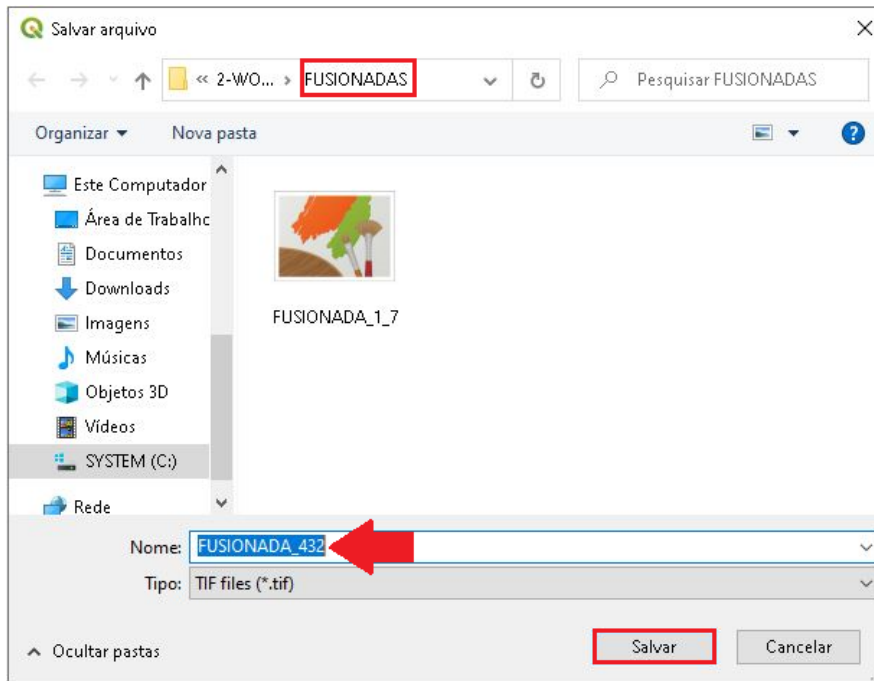 Salvar arquivo
« 2-WO... › FUSIONADAS
Pesquisar FUSIONADAS
Organizar
Nova pasta
?
Este Computador
Área de Trabalhc
Documentos
Downloads
Imagens
Músicas
Objetos 3D
Vídeos
SYSTEM (C:)
Rede
FUSIONADA_1_7
Nome: FUSIONADA_432
Tipo: TIF files (*.tif)
Ocultar pastas
Salvar
Cancelar